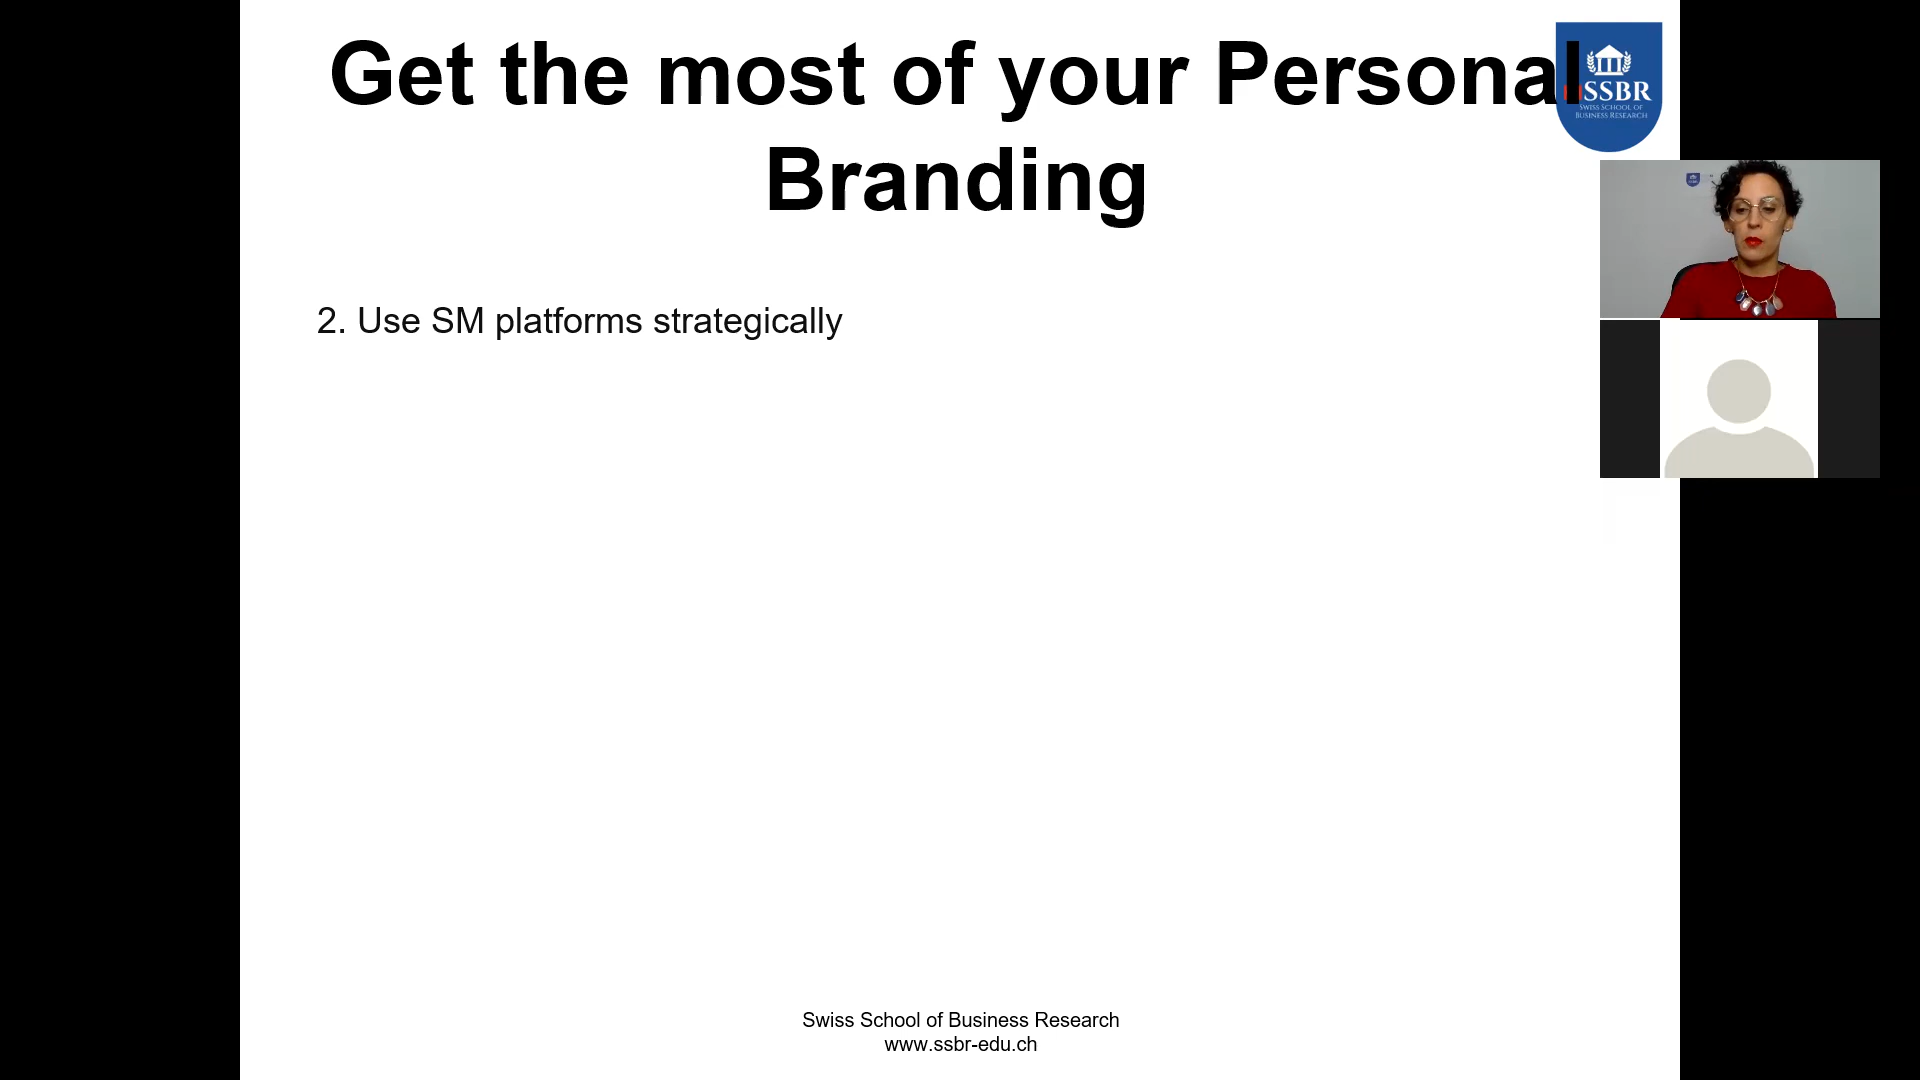 Get the most of your Personal
Branding
SSBR
SWISS SCHOOL OF
BUSINESS RESEARCH
2. Use SM platforms strategically
Swiss School of Business Research
www.ssbr-edu.ch